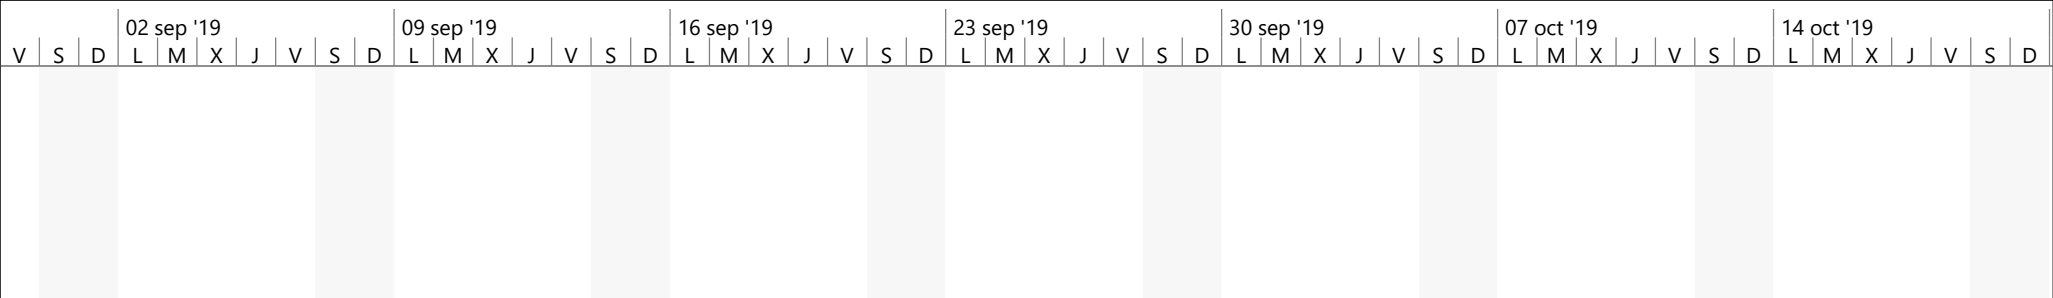 02 sep '19 09 sep '19 16 sep '19 23 sep '19 30 sep '19 07 oct '19 14 oct '19
V S D L M X J V S D L M X J V S D L M X J V S D L M X J V S D L M X J V S D L M X J V S D L M X J V S D